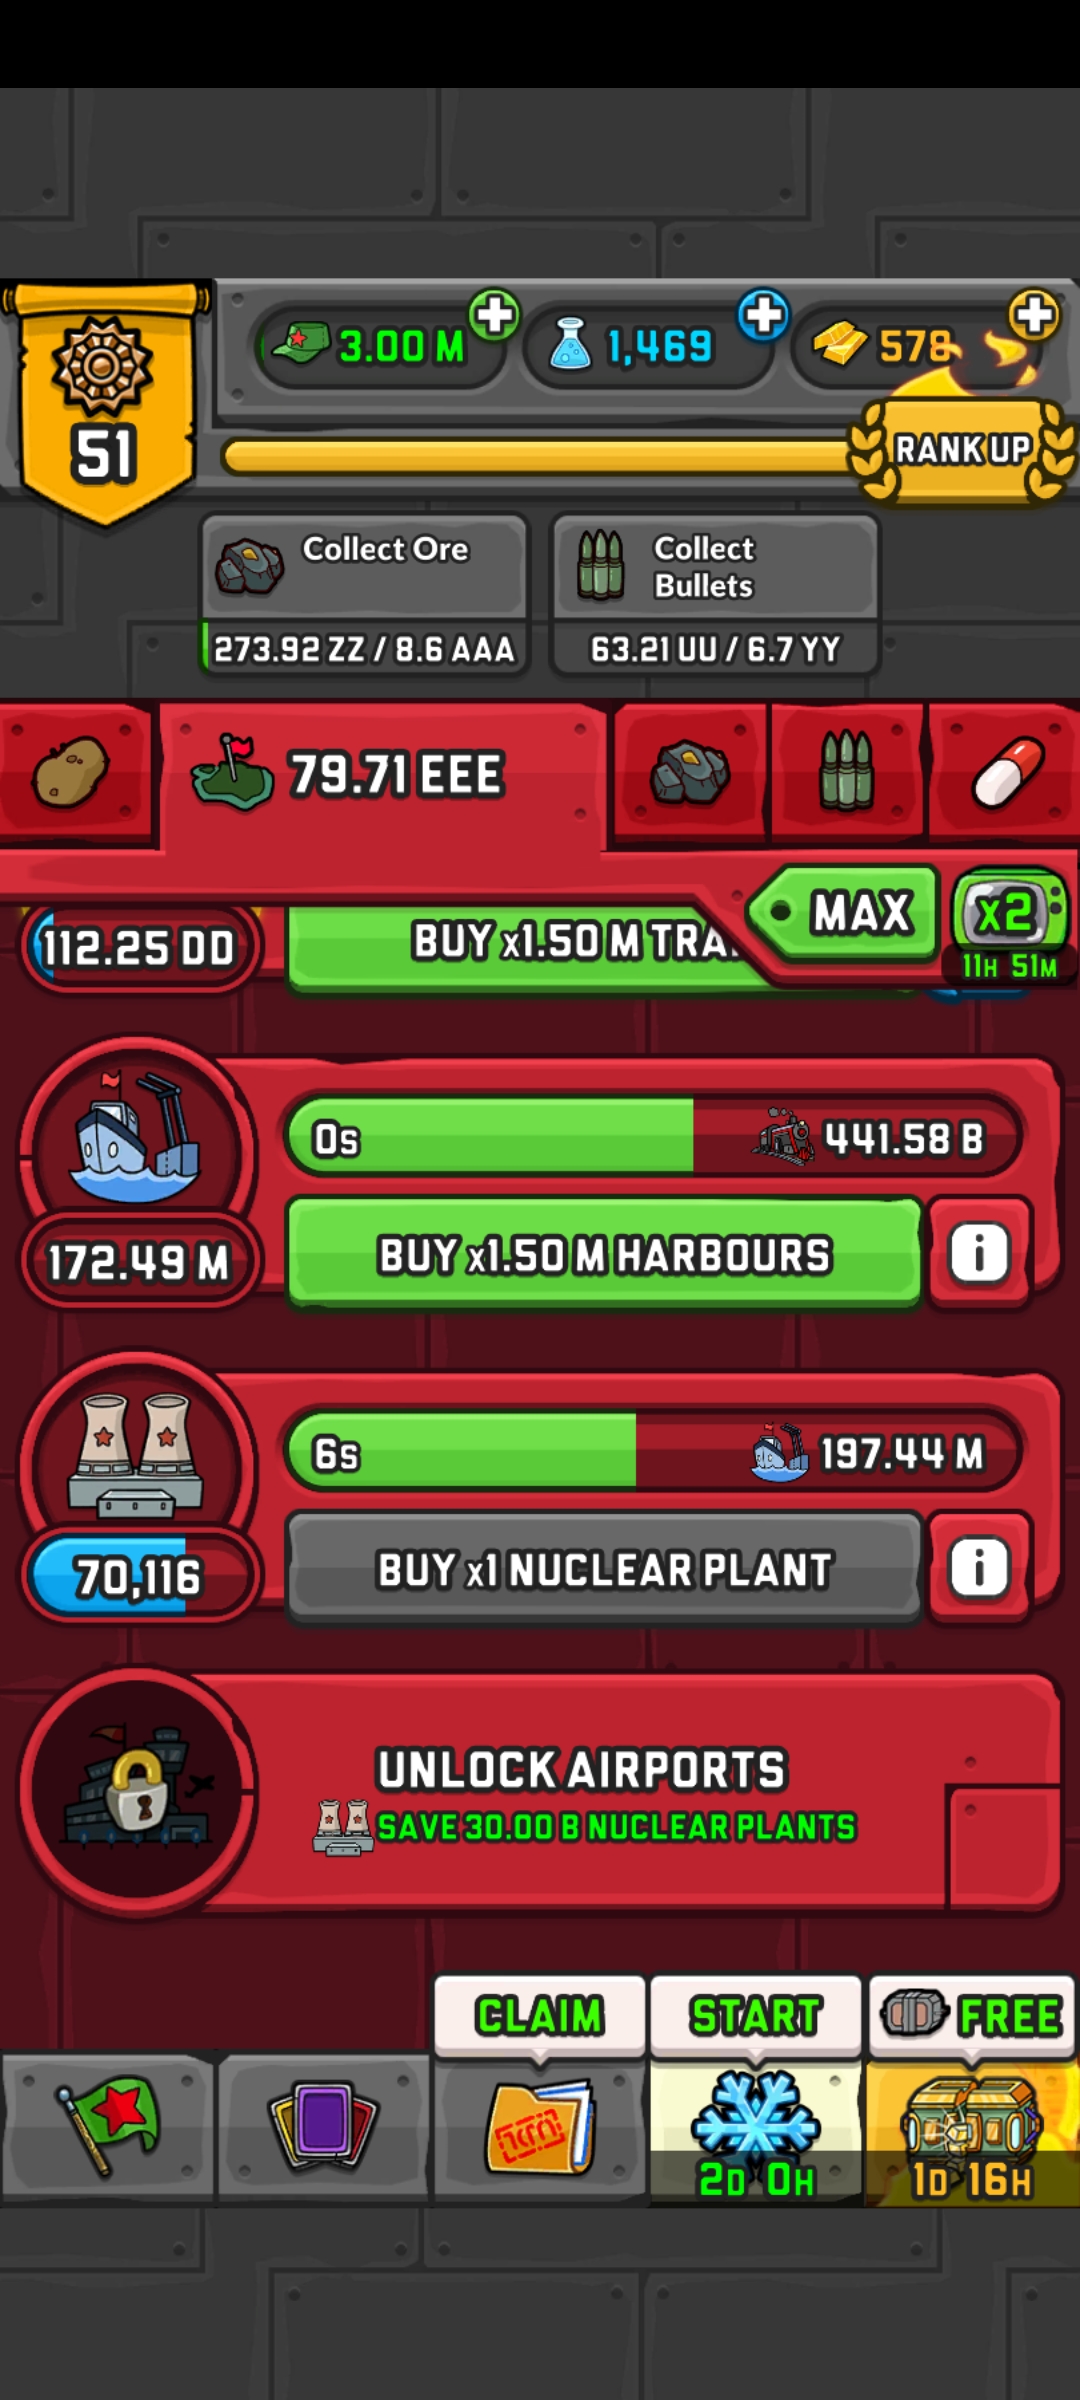 3.00 M
1,469
578
51
RANK UP
Collect Ore
273.92 ZZ / 8.6 AAA
Collect
Bullets
63.21 UU / 6.7 YY
79.71 EEE
MAX
x2
11H 51M
112.25 DD
BUY x1.50 M TRA
0s
441.58 B
172.49 M
BUY x1.50 M HARBOURS
i
6s
197.44 M
70,116
BUY x1 NUCLEAR PLANT
i
UNLOCK AIRPORTS
SAVE 30.00 B NUCLEAR PLANTS
CLAIM
START
FREE
2D 0H
1D 16H